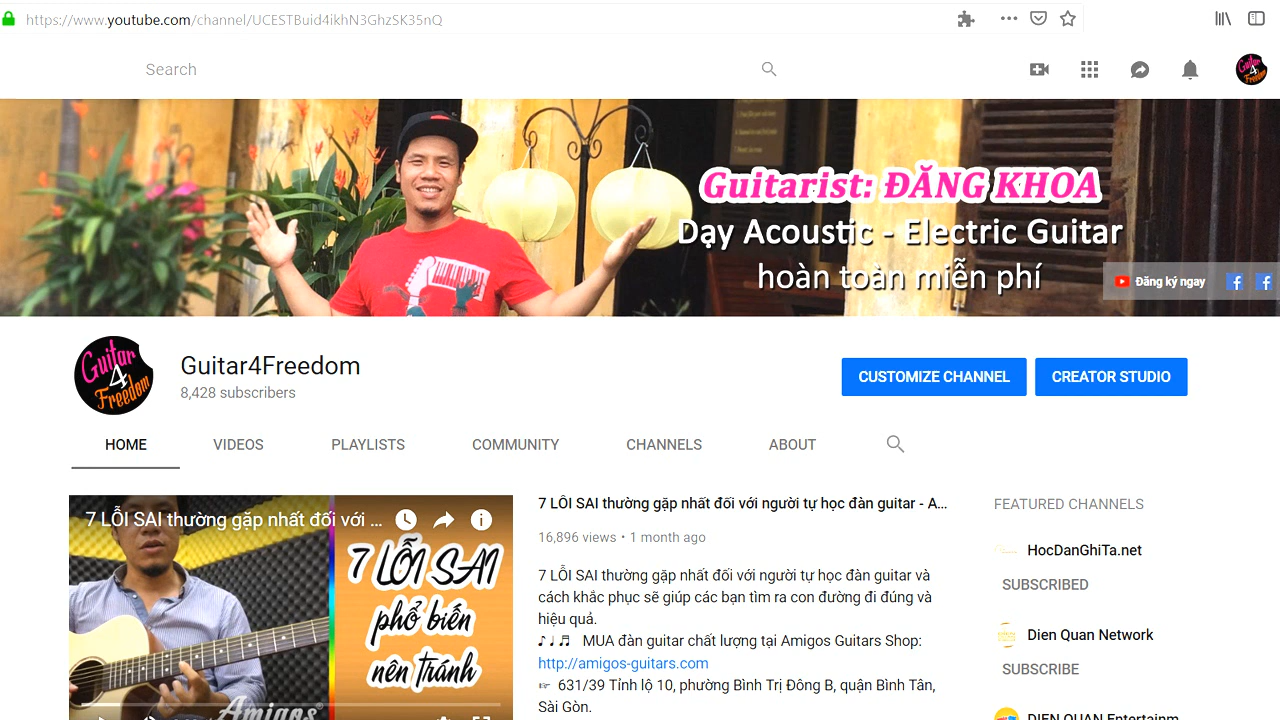 https://www.youtube.com/channel/UCESTBuid4ikhN3GhzSK35nQ
Search
Guitar
4
Freedom
Guitarist: ĐĂNG KHOA
Dạy Acoustic - Electric Guitar
hoàn toàn miễn phí
Đăng ký ngay
Guitar
4
Freedom
Guitar4Freedom
8,428 subscribers
CUSTOMIZE CHANNEL
CREATOR STUDIO
HOME
VIDEOS
PLAYLISTS
COMMUNITY
CHANNELS
ABOUT
7 LỖI SAI thường gặp nhất đối với ...
7 LỖI SAI
phổ biến
nên tránh
Amigos
7 LỖI SAI thường gặp nhất đối với người tự học đàn guitar - A...
16,896 views • 1 month ago
7 LỖI SAI thường gặp nhất đối với người tự học đàn guitar và
cách khắc phục sẽ giúp các bạn tìm ra con đường đi đúng và
hiệu quả.
♪ ♩ ♬ MUA đàn guitar chất lượng tại Amigos Guitars Shop:
http://amigos-guitars.com
☞ 631/39 Tỉnh lộ 10, phường Bình Trị Đông B, quận Bình Tân,
Sài Gòn.
FEATURED CHANNELS
HocDanGhiTa.net
SUBSCRIBED
Dien Quan Network
SUBSCRIBE
DIEN QUAN Entertainm